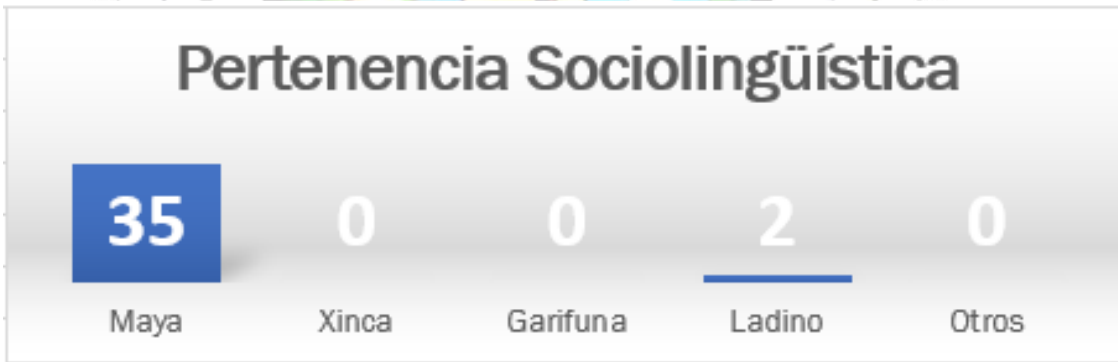 Pertenencia Sociolingüística
35 0 0 2 0
Maya Xinca Garifuna Ladino Otros